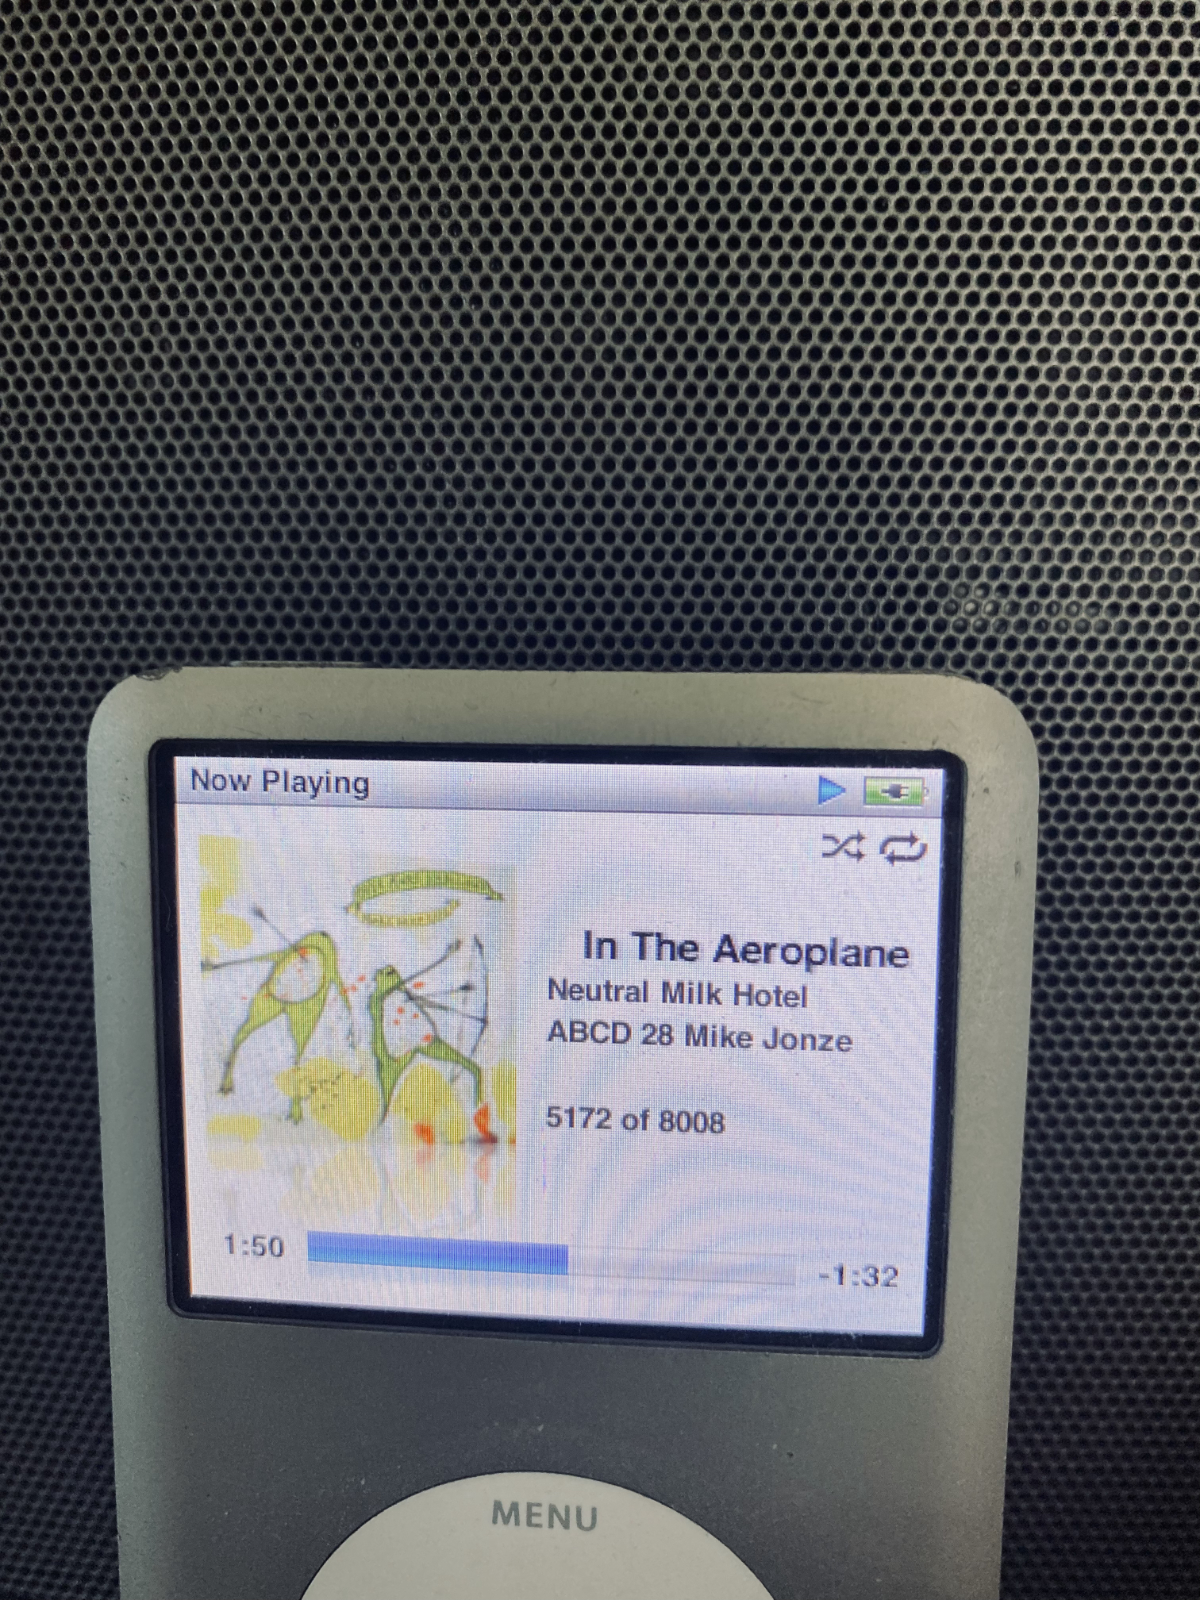 Now Playing
In The Aeroplane
Neutral Milk Hotel
ABCD 28 Mike Jonze
5172 of 8008
1:50
-1:32
MENU